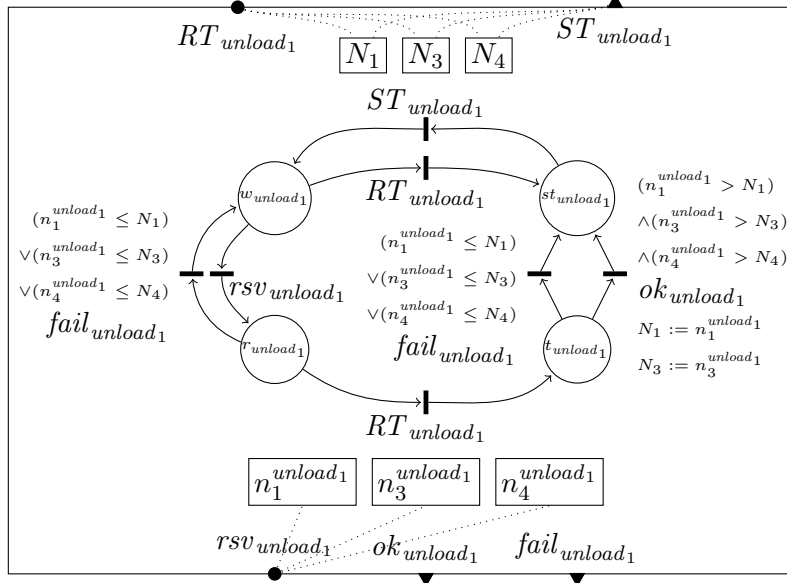 RT_{unload_1} ST_{unload_1}
N_1 N_3 N_4
ST_{unload_1}
w_{unload_1} st_{unload_1}
RT_{unload_1}
(n_1^{unload_1} ≤ N_1)
∨(n_3^{unload_1} ≤ N_3)
∨(n_4^{unload_1} ≤ N_4)
fail_{unload_1}
rsv_{unload_1}
(n_1^{unload_1} ≤ N_1)
∨(n_3^{unload_1} ≤ N_3)
∨(n_4^{unload_1} ≤ N_4)
fail_{unload_1}
(n_1^{unload_1} > N_1)
∧(n_3^{unload_1} > N_3)
∧(n_4^{unload_1} > N_4)
ok_{unload_1}
N_1 := n_1^{unload_1}
N_3 := n_3^{unload_1}
r_{unload_1} t_{unload_1}
RT_{unload_1}
n_1^{unload_1} n_3^{unload_1} n_4^{unload_1}
rsv_{unload_1} ok_{unload_1} fail_{unload_1}